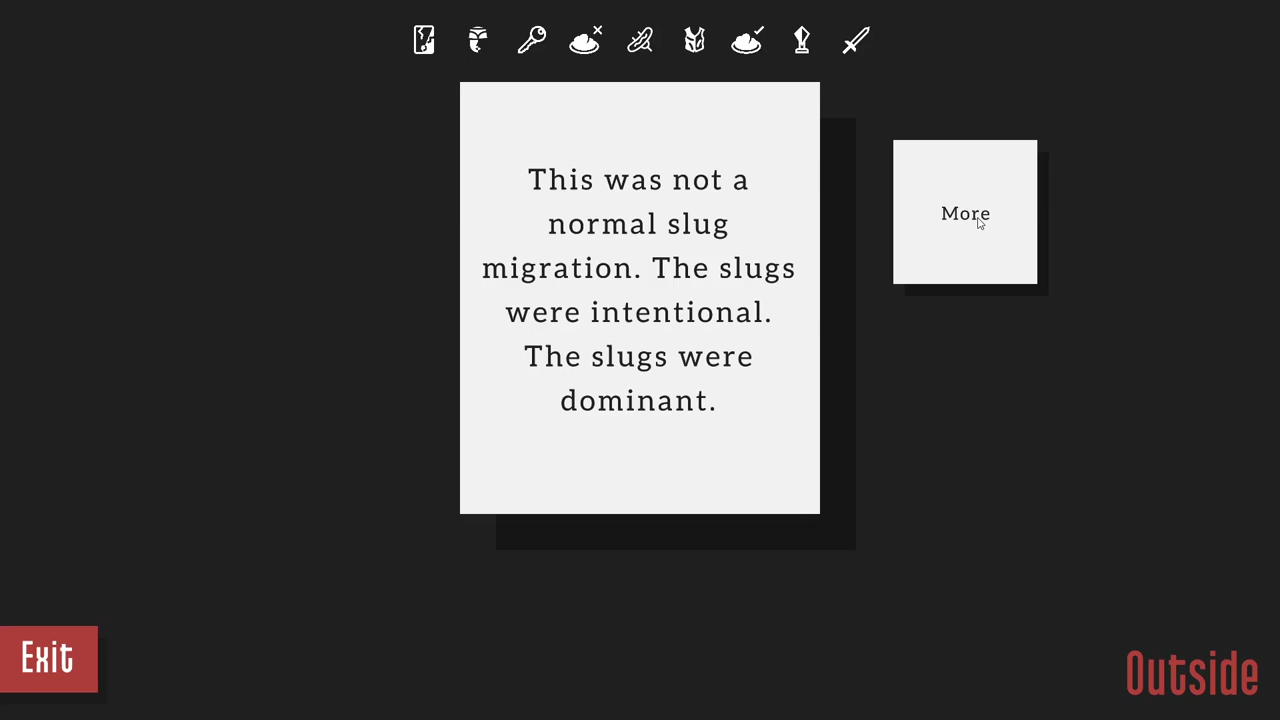 This was not a
normal slug
migration. The slugs
were intentional.
The slugs were
dominant.
More
Exit
Outside